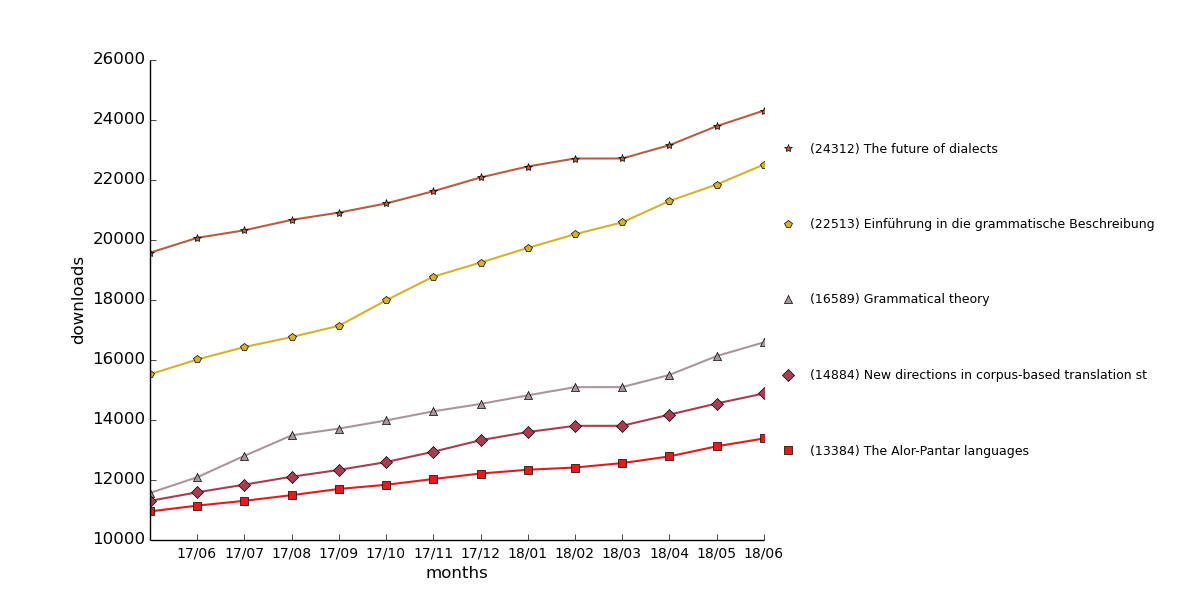 26000
24000
22000
20000
18000
16000
14000
12000
10000
downloads
17/06 17/07 17/08 17/09 17/10 17/11 17/12 18/01 18/02 18/03 18/04 18/05 18/06
months
(24312) The future of dialects
(22513) Einführung in die grammatische Beschreibung
(16589) Grammatical theory
(14884) New directions in corpus-based translation st
(13384) The Alor-Pantar languages